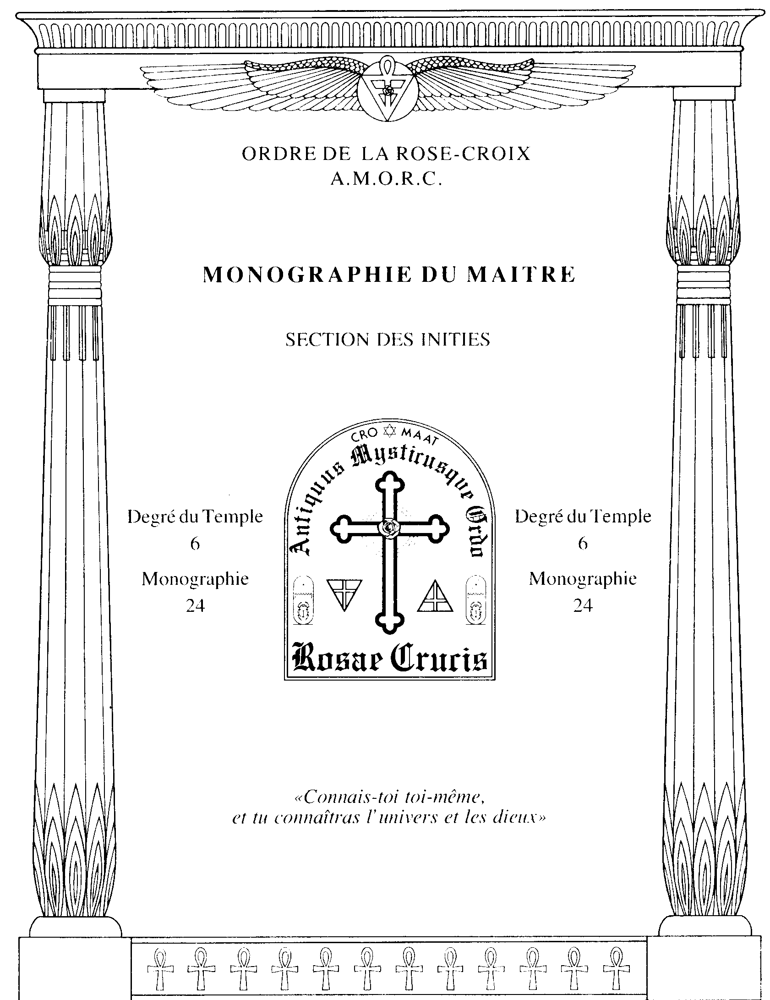 ORDRE DE LA ROSE-CROIX
A.M.O.R.C.
MONOGRAPHIE DU MAITRE
SECTION DES INITIES
CRO MAAT
Antiquus Mysticusque Ordo
Degré du Temple
6
Monographie
24
Degré du Temple
6
Monographie
24
Rosae Crucis
«Connais-toi toi-même,
et tu connaîtras l'univers et les dieux»